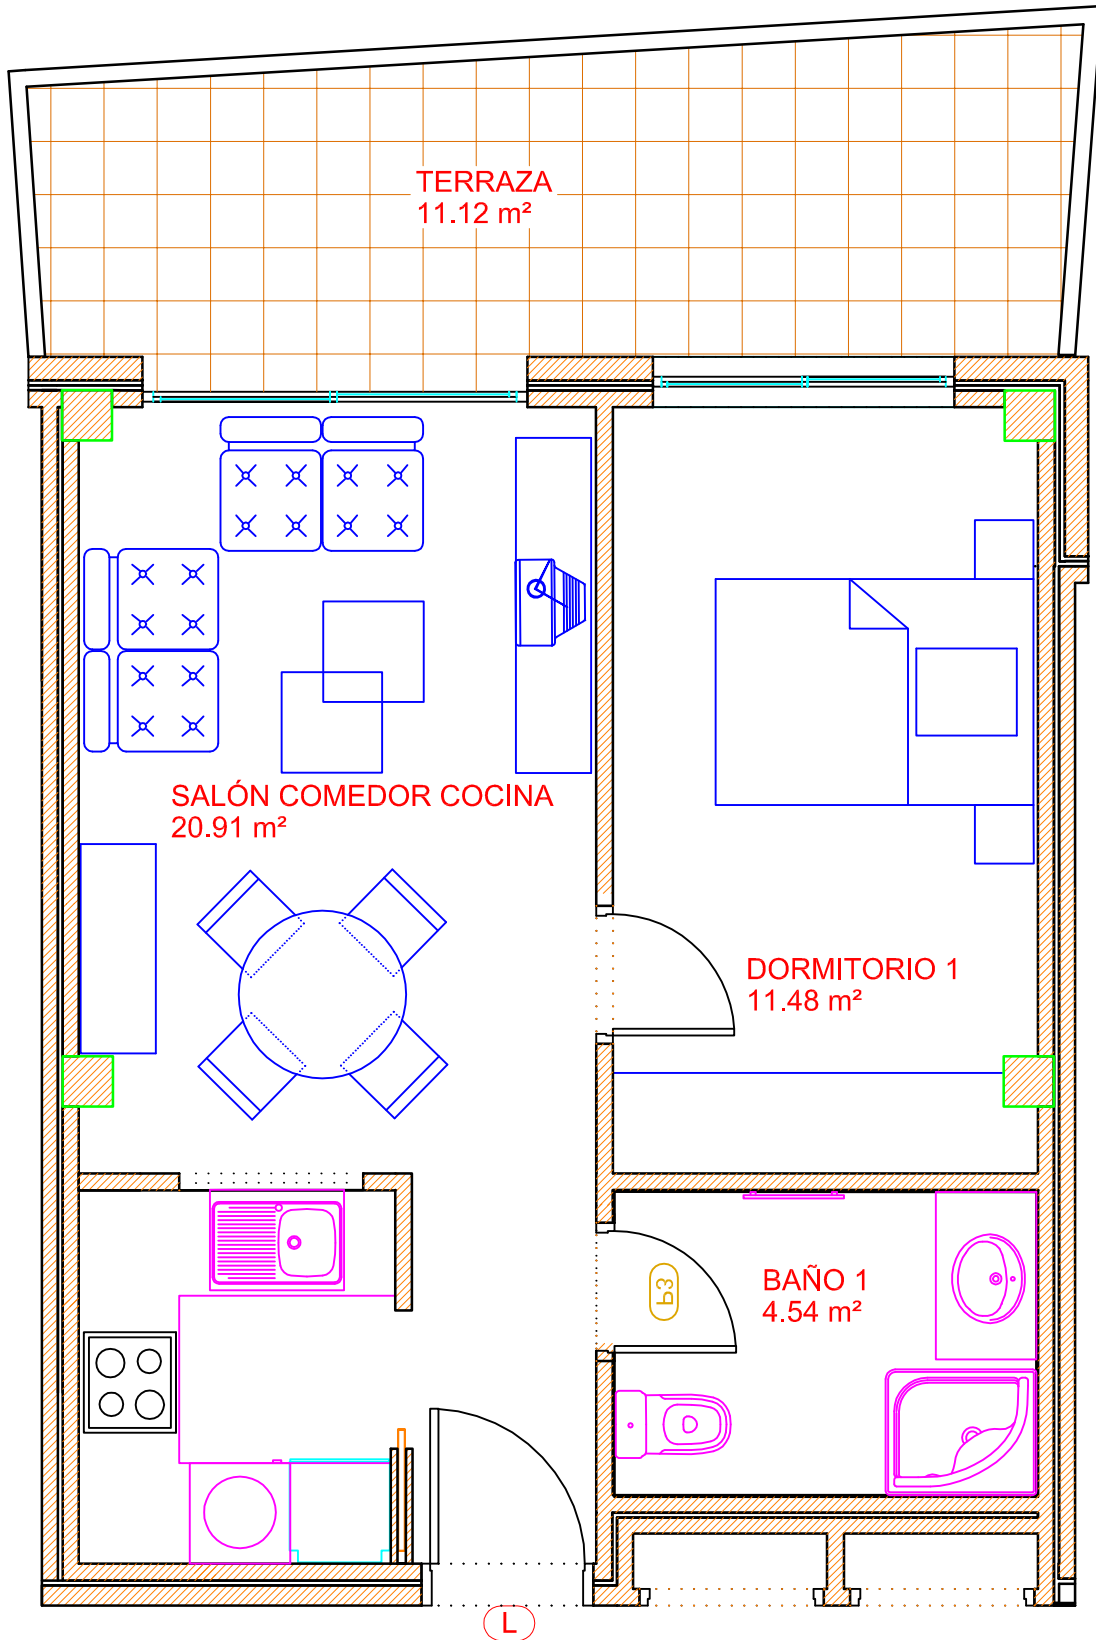 TERRAZA
11.12 m²
SALÓN COMEDOR COCINA
20.91 m²
DORMITORIO 1
11.48 m²
BAÑO 1
4.54 m²
L